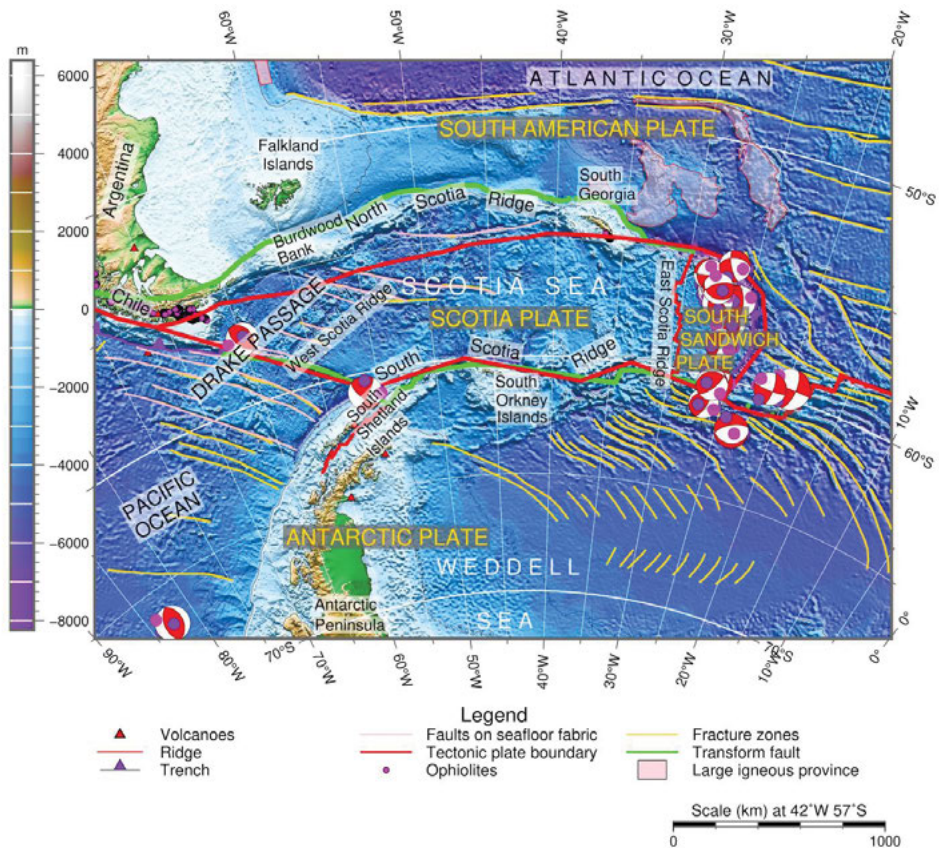 60°W
50°W
40°W
30°W
20°W
m
6000
4000
2000
0
−2000
−4000
−6000
−8000
ATLANTIC OCEAN
SOUTH AMERICAN PLATE
Argentina
Falkland
Islands
South
Georgia
50°S
Burdwood
Bank
North
Scotia
Ridge
Chile
DRAKE PASSAGE
SCOTIA SEA
SCOTIA PLATE
West Scotia Ridge
East Scotia Ridge
SOUTH
SANDWICH
PLATE
South
Scotia
Ridge
South
Shetland
Islands
South
Orkney
Islands
10°W
60°S
PACIFIC
OCEAN
ANTARCTIC PLATE
WEDDELL
SEA
Antarctic
Peninsula
0°
90°W
80°W
70°S
70°W
60°W
50°W
40°W
30°W
20°W
10°W
70°S
0°
Legend
Volcanoes
Ridge
Trench
Faults on seafloor fabric
Tectonic plate boundary
Ophiolites
Fracture zones
Transform fault
Large igneous province
Scale (km) at 42°W 57°S
0
1000